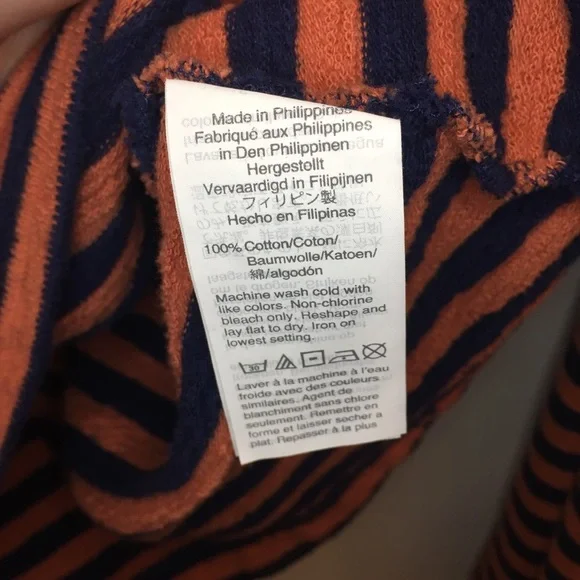 Made in Philippines
Fabriqué aux Philippines
in Den Philippinen
Hergestollt
Vervaardigd in Filipijnen
フィリピン製
Hecho en Filipinas
100% Cotton/Coton/
Baumwolle/Katoen/
綿/algodón
Machine wash cold with
like colors. Non-chlorine
bleach only. Reshape and
lay flat to dry. Iron on
lowest setting.
30
Laver à la machine à l'eau
froide avec des couleurs
similaires. Agent de
blanchiment sans chlore
seulement. Remettre en
forme et laisser sécher a
plat. Repasser à la plus